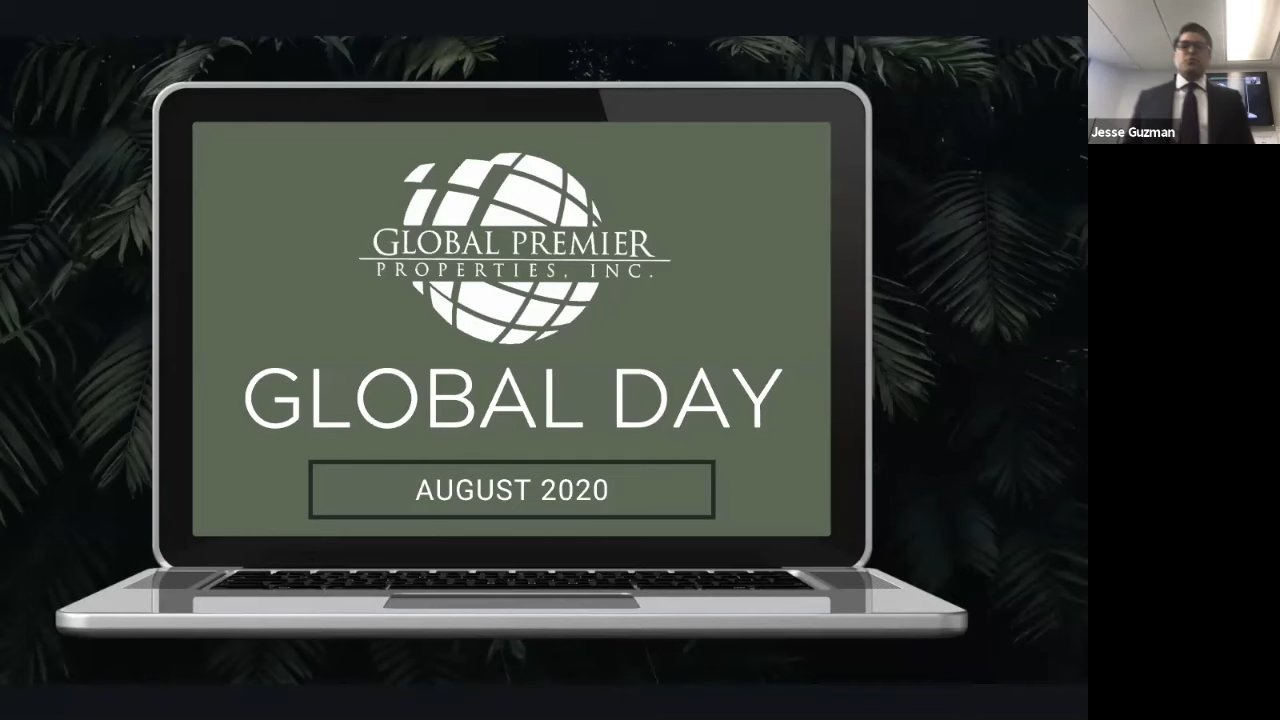 GLOBAL PREMIER
PROPERTIES, INC.
GLOBAL DAY
AUGUST 2020
Jesse Guzman